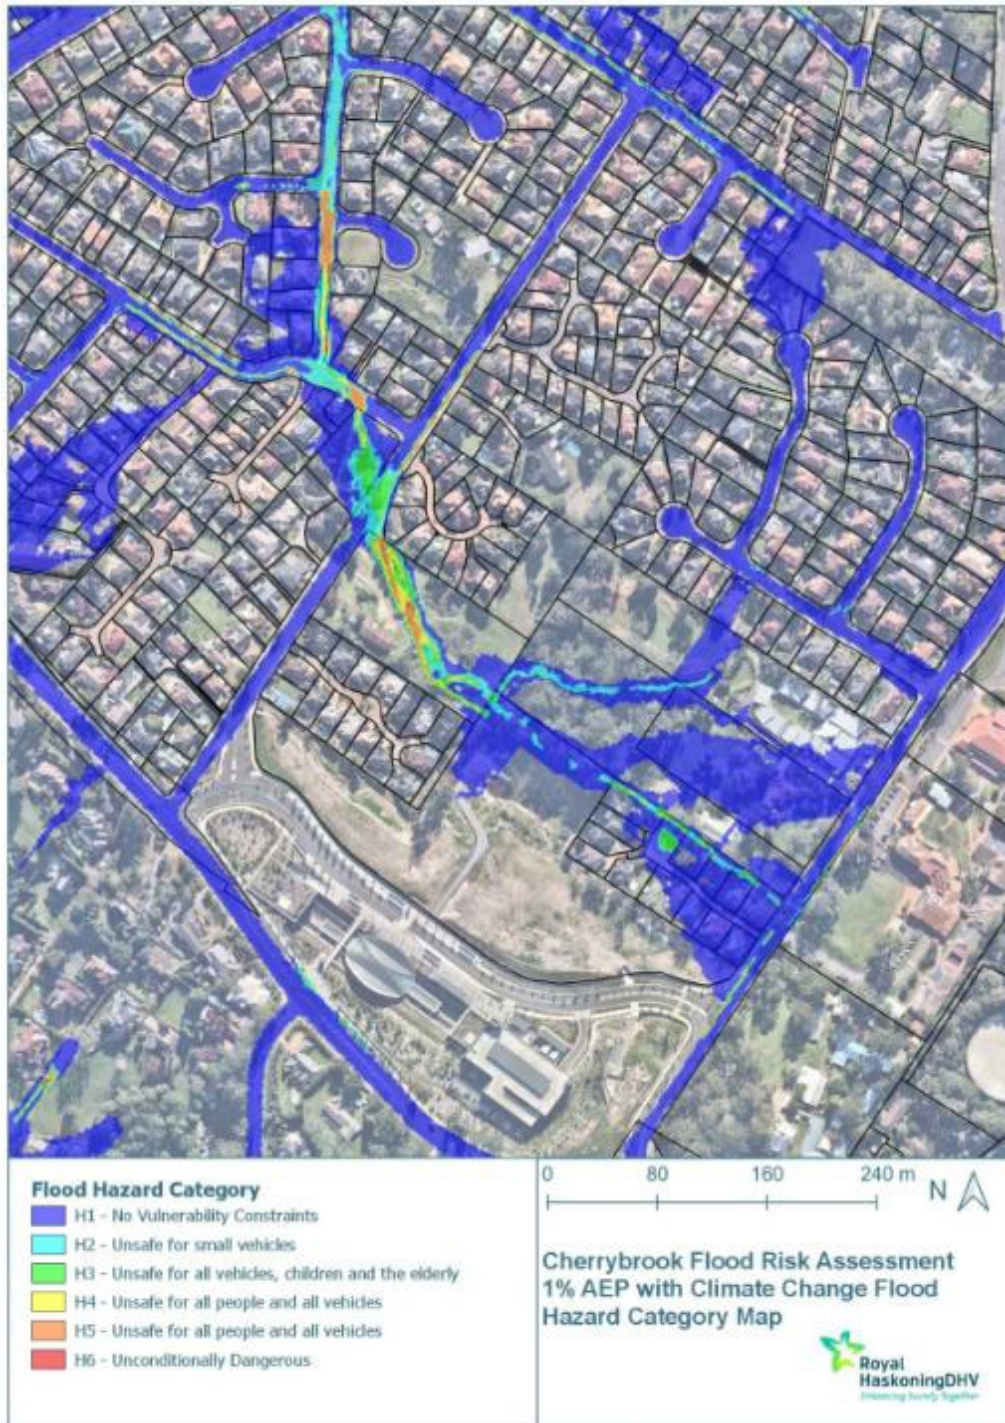 Flood Hazard Category
H1 - No Vulnerability Constraints
H2 - Unsafe for small vehicles
H3 - Unsafe for all vehicles, children and the elderly
H4 - Unsafe for all people and all vehicles
H5 - Unsafe for all people and all vehicles
H6 - Unconditionally Dangerous
0 80 160 240 m N
Cherrybrook Flood Risk Assessment
1% AEP with Climate Change Flood
Hazard Category Map
Royal
HaskoningDHV
Enhancing Society Together